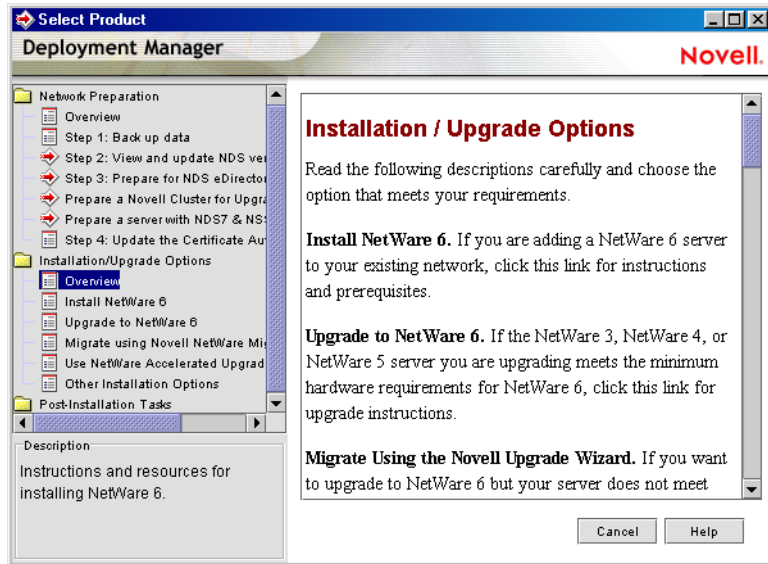 Select Product
Deployment Manager
Novell.
Network Preparation
Overview
Step 1: Back up data
Step 2: View and update NDS ver
Step 3: Prepare for NDS eDirector
Prepare a Novell Cluster for Upgra
Prepare a server with NDS7 & NSS
Step 4: Update the Certificate Aut
Installation/Upgrade Options
Overview
Install NetWare 6
Upgrade to NetWare 6
Migrate using Novell NetWare Mig
Use NetWare Accelerated Upgrad
Other Installation Options
Post-Installation Tasks
Description
Instructions and resources for
installing NetWare 6.
Installation / Upgrade Options
Read the following descriptions carefully and choose the
option that meets your requirements.
Install NetWare 6. If you are adding a NetWare 6 server
to your existing network, click this link for instructions
and prerequisites.
Upgrade to NetWare 6. If the NetWare 3, NetWare 4, or
NetWare 5 server you are upgrading meets the minimum
hardware requirements for NetWare 6, click this link for
upgrade instructions.
Migrate Using the Novell Upgrade Wizard. If you want
to upgrade to NetWare 6 but your server does not meet
Cancel
Help